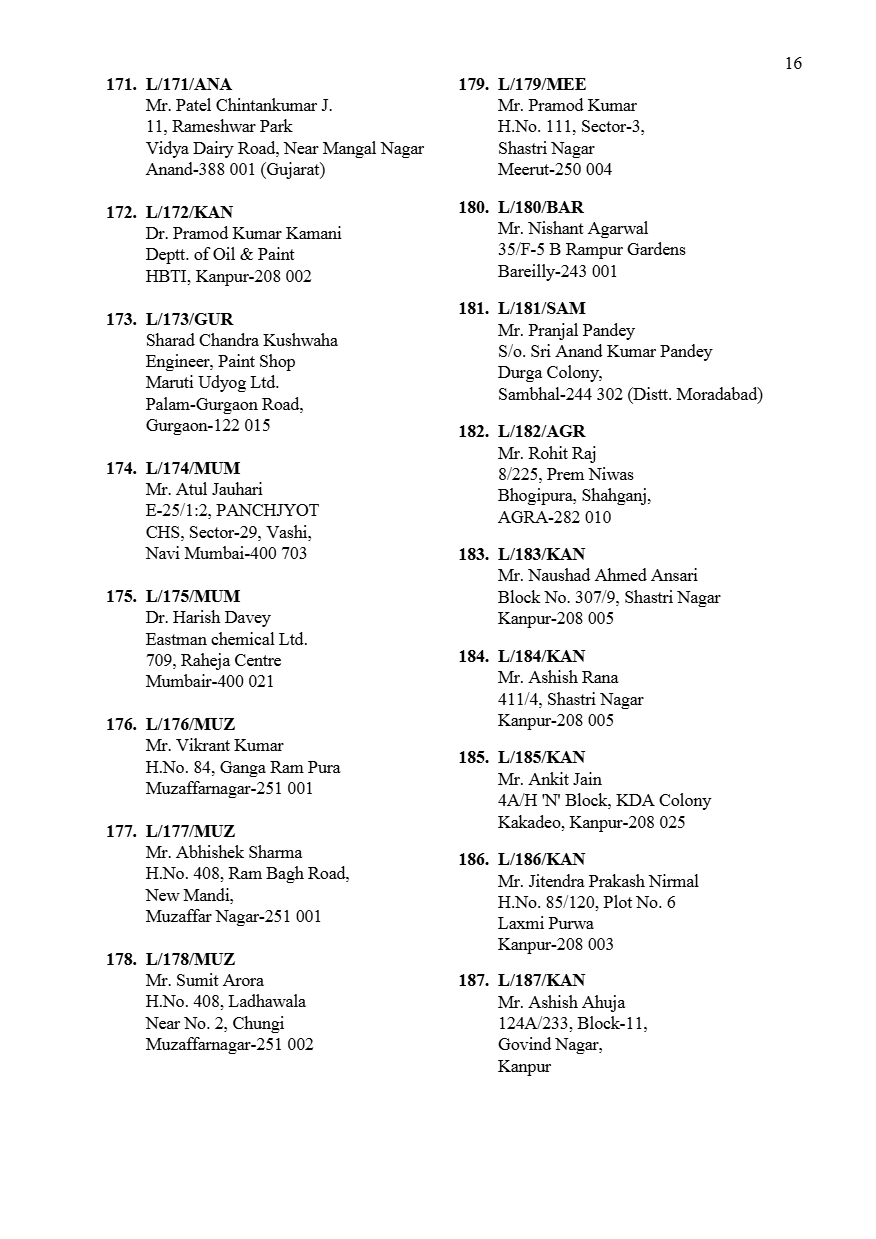 16
171. L/171/ANA
Mr. Patel Chintankumar J.
11, Rameshwar Park
Vidya Dairy Road, Near Mangal Nagar
Anand-388 001 (Gujarat)
172. L/172/KAN
Dr. Pramod Kumar Kamani
Deptt. of Oil & Paint
HBTI, Kanpur-208 002
173. L/173/GUR
Sharad Chandra Kushwaha
Engineer, Paint Shop
Maruti Udyog Ltd.
Palam-Gurgaon Road,
Gurgaon-122 015
174. L/174/MUM
Mr. Atul Jauhari
E-25/1:2, PANCHJYOT
CHS, Sector-29, Vashi,
Navi Mumbai-400 703
175. L/175/MUM
Dr. Harish Davey
Eastman chemical Ltd.
709, Raheja Centre
Mumbair-400 021
176. L/176/MUZ
Mr. Vikrant Kumar
H.No. 84, Ganga Ram Pura
Muzaffarnagar-251 001
177. L/177/MUZ
Mr. Abhishek Sharma
H.No. 408, Ram Bagh Road,
New Mandi,
Muzaffar Nagar-251 001
178. L/178/MUZ
Mr. Sumit Arora
H.No. 408, Ladhawala
Near No. 2, Chungi
Muzaffarnagar-251 002
179. L/179/MEE
Mr. Pramod Kumar
H.No. 111, Sector-3,
Shastri Nagar
Meerut-250 004
180. L/180/BAR
Mr. Nishant Agarwal
35/F-5 B Rampur Gardens
Bareilly-243 001
181. L/181/SAM
Mr. Pranjal Pandey
S/o. Sri Anand Kumar Pandey
Durga Colony,
Sambhal-244 302 (Distt. Moradabad)
182. L/182/AGR
Mr. Rohit Raj
8/225, Prem Niwas
Bhogipura, Shahganj,
AGRA-282 010
183. L/183/KAN
Mr. Naushad Ahmed Ansari
Block No. 307/9, Shastri Nagar
Kanpur-208 005
184. L/184/KAN
Mr. Ashish Rana
411/4, Shastri Nagar
Kanpur-208 005
185. L/185/KAN
Mr. Ankit Jain
4A/H 'N' Block, KDA Colony
Kakadeo, Kanpur-208 025
186. L/186/KAN
Mr. Jitendra Prakash Nirmal
H.No. 85/120, Plot No. 6
Laxmi Purwa
Kanpur-208 003
187. L/187/KAN
Mr. Ashish Ahuja
124A/233, Block-11,
Govind Nagar,
Kanpur